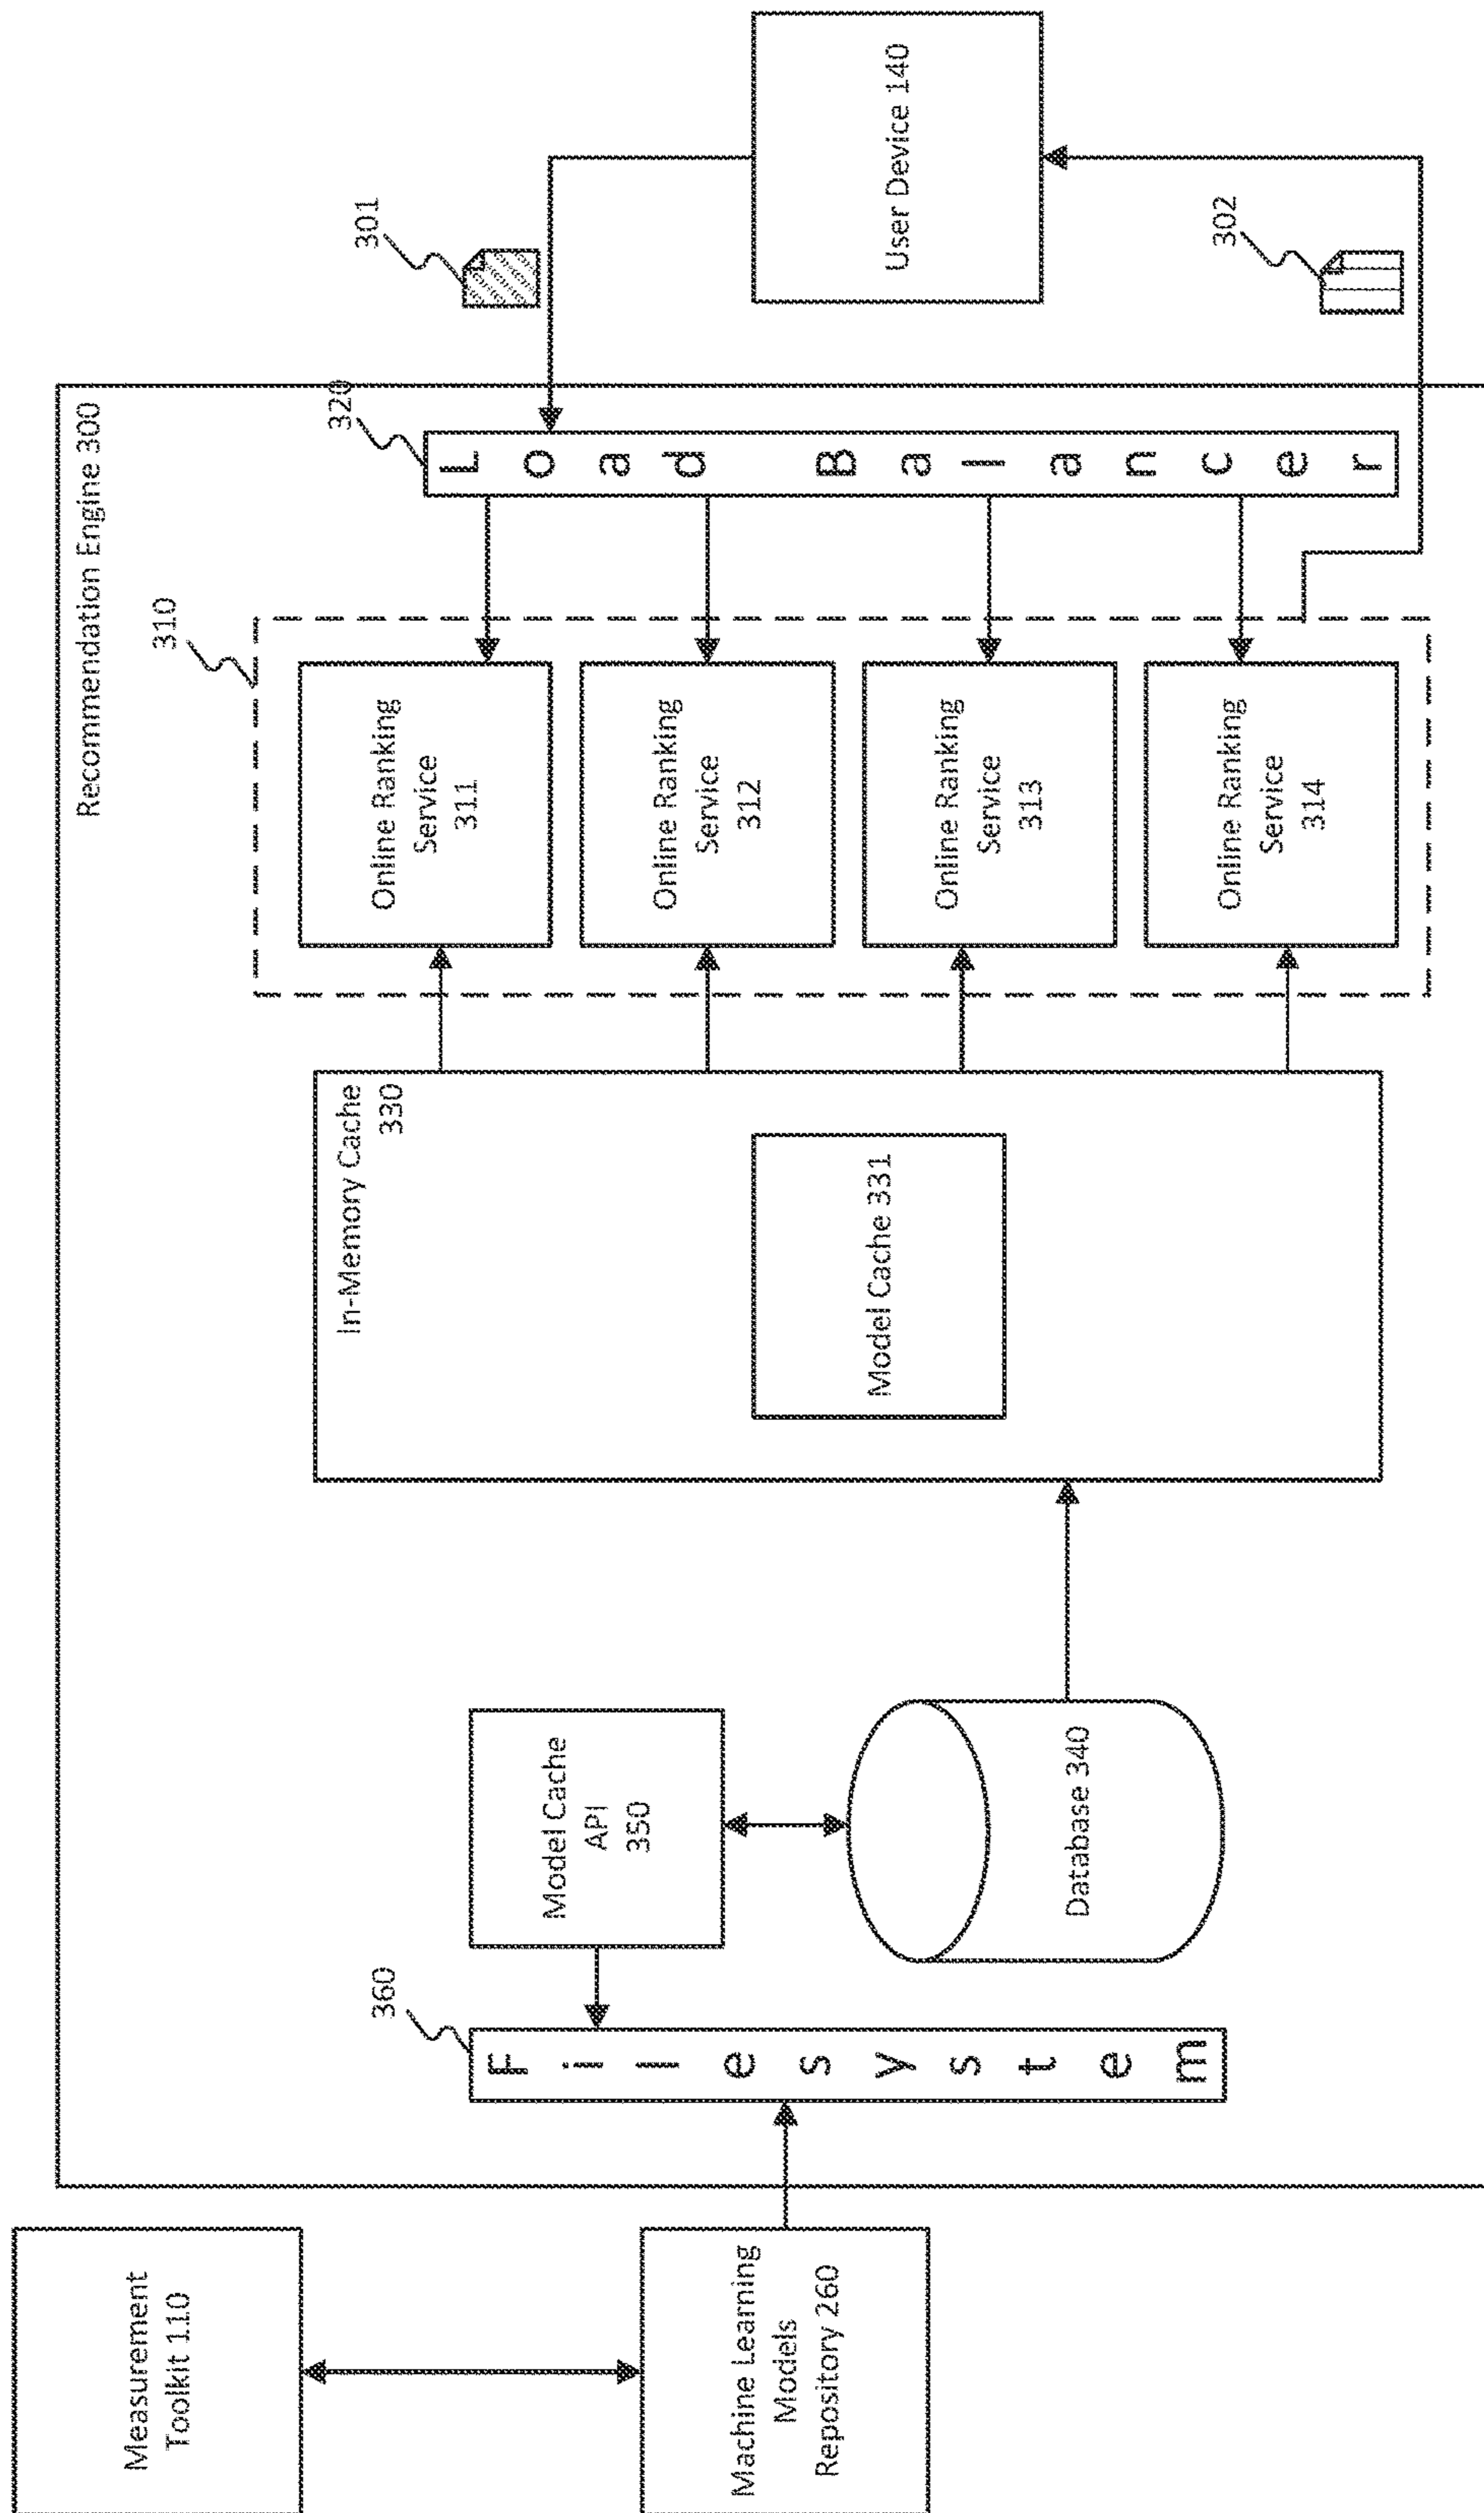 Measurement
Toolkit 110
Machine Learning
Models
Repository 260
Recommendation Engine 300
360
Filesystem
Model Cache
API
350
Database 340
In-Memory Cache
330
Model Cache 331
310
Online Ranking
Service
311
Online Ranking
Service
312
Online Ranking
Service
313
Online Ranking
Service
314
320
Load Balancer
301
User Device 140
302